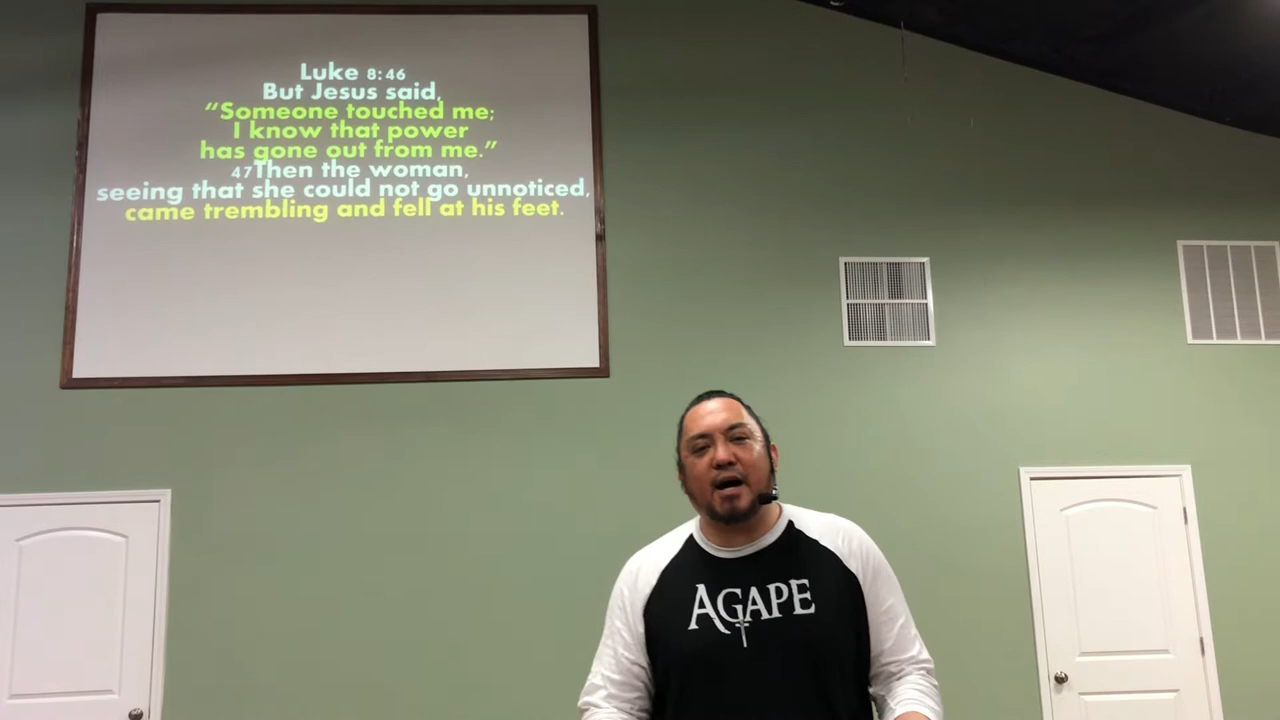 Luke 8:46
But Jesus said,
“Someone touched me;
I know that power
has gone out from me.”
47Then the woman,
seeing that she could not go unnoticed,
came trembling and fell at his feet.
AGAPE